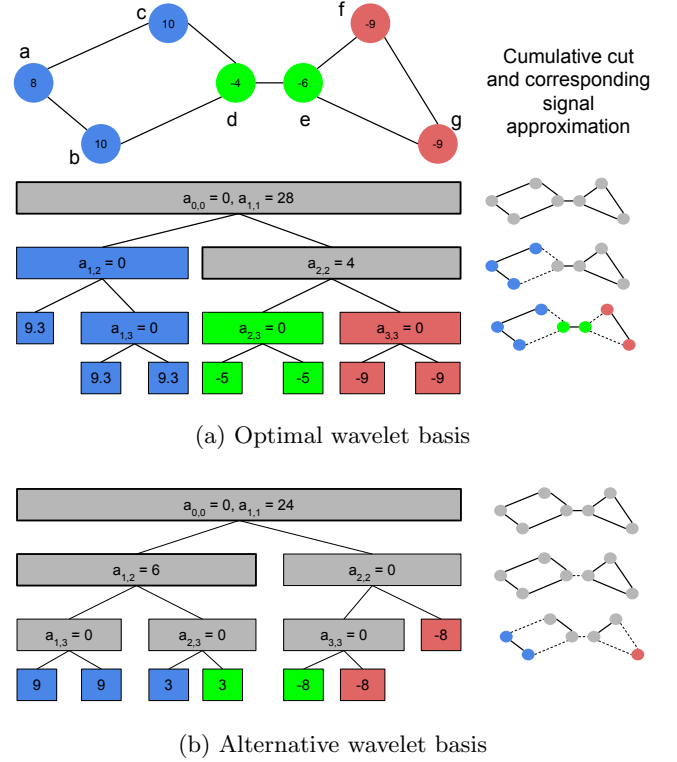 c
10
f
-9
a
8
-4
-6
d
e
g
-9
b
10
Cumulative cut
and corresponding
signal
approximation
a0,0 = 0, a1,1 = 28
a1,2 = 0
a2,2 = 4
9.3
a1,3 = 0
a2,3 = 0
a3,3 = 0
9.3
9.3
-5
-5
-9
-9
(a) Optimal wavelet basis
a0,0 = 0, a1,1 = 24
a1,2 = 6
a2,2 = 0
a1,3 = 0
a2,3 = 0
a3,3 = 0
-8
9
9
3
3
-8
-8
(b) Alternative wavelet basis